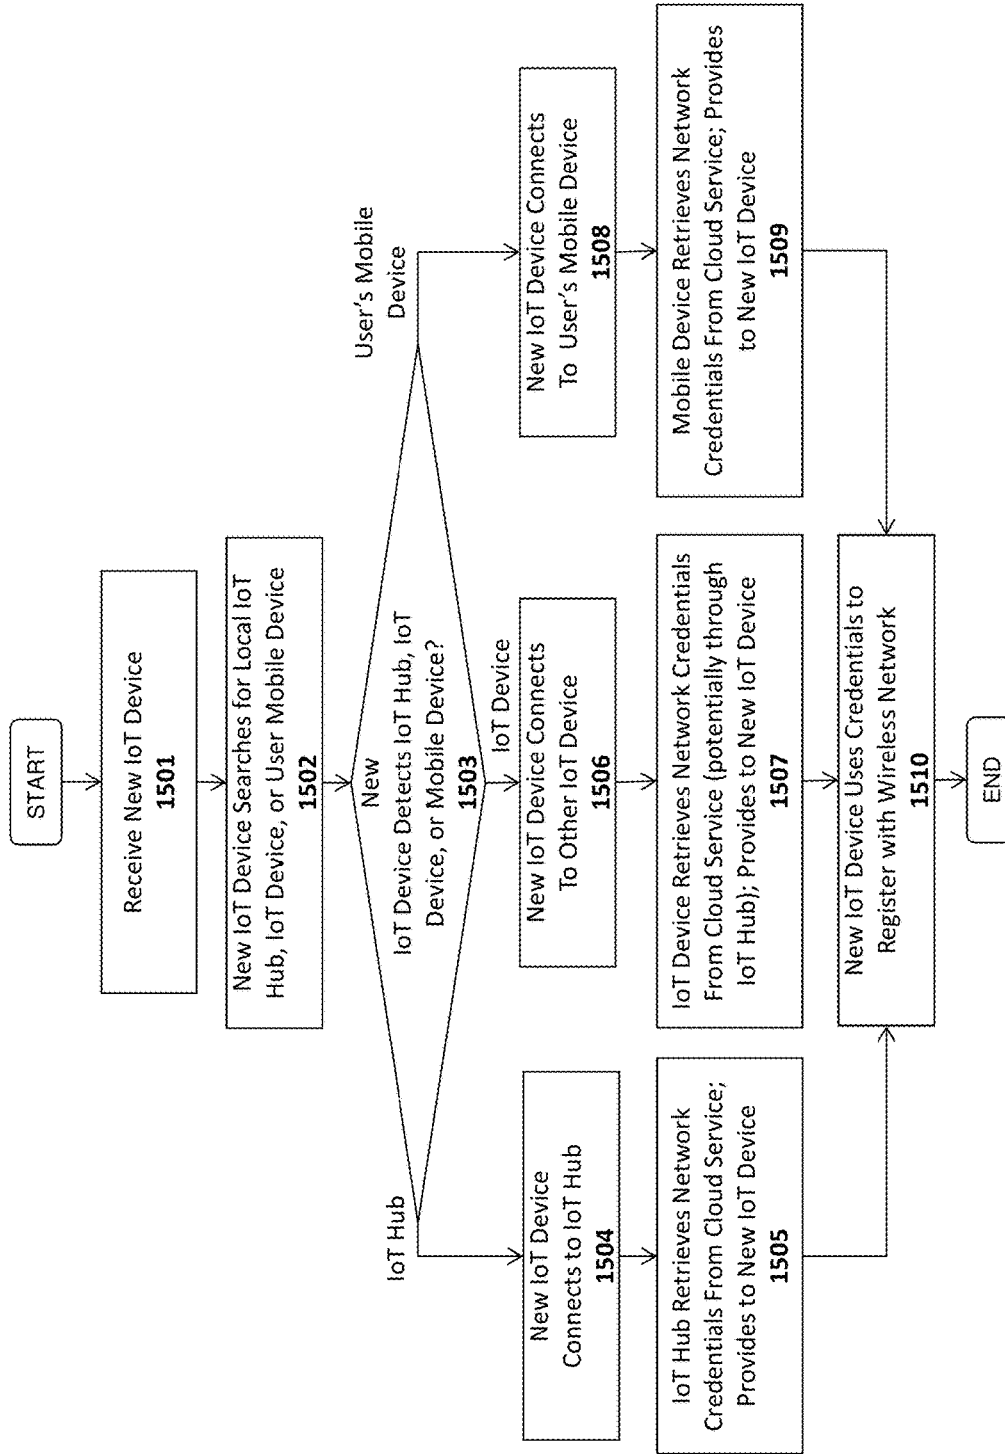 START
Receive New IoT Device
1501
New IoT Device Searches for Local IoT
Hub, IoT Device, or User Mobile Device
1502
New
IoT Device Detects IoT Hub, IoT
Device, or Mobile Device?
1503
IoT Hub
IoT Device
User's Mobile
Device
New IoT Device
Connects to IoT Hub
1504
IoT Hub Retrieves Network
Credentials From Cloud Service;
Provides to New IoT Device
1505
New IoT Device Connects
To Other IoT Device
1506
IoT Device Retrieves Network Credentials
From Cloud Service (potentially through
IoT Hub); Provides to New IoT Device
1507
New IoT Device Connects
To User's Mobile Device
1508
Mobile Device Retrieves Network
Credentials From Cloud Service; Provides
to New IoT Device
1509
New IoT Device Uses Credentials to
Register with Wireless Network
1510
END